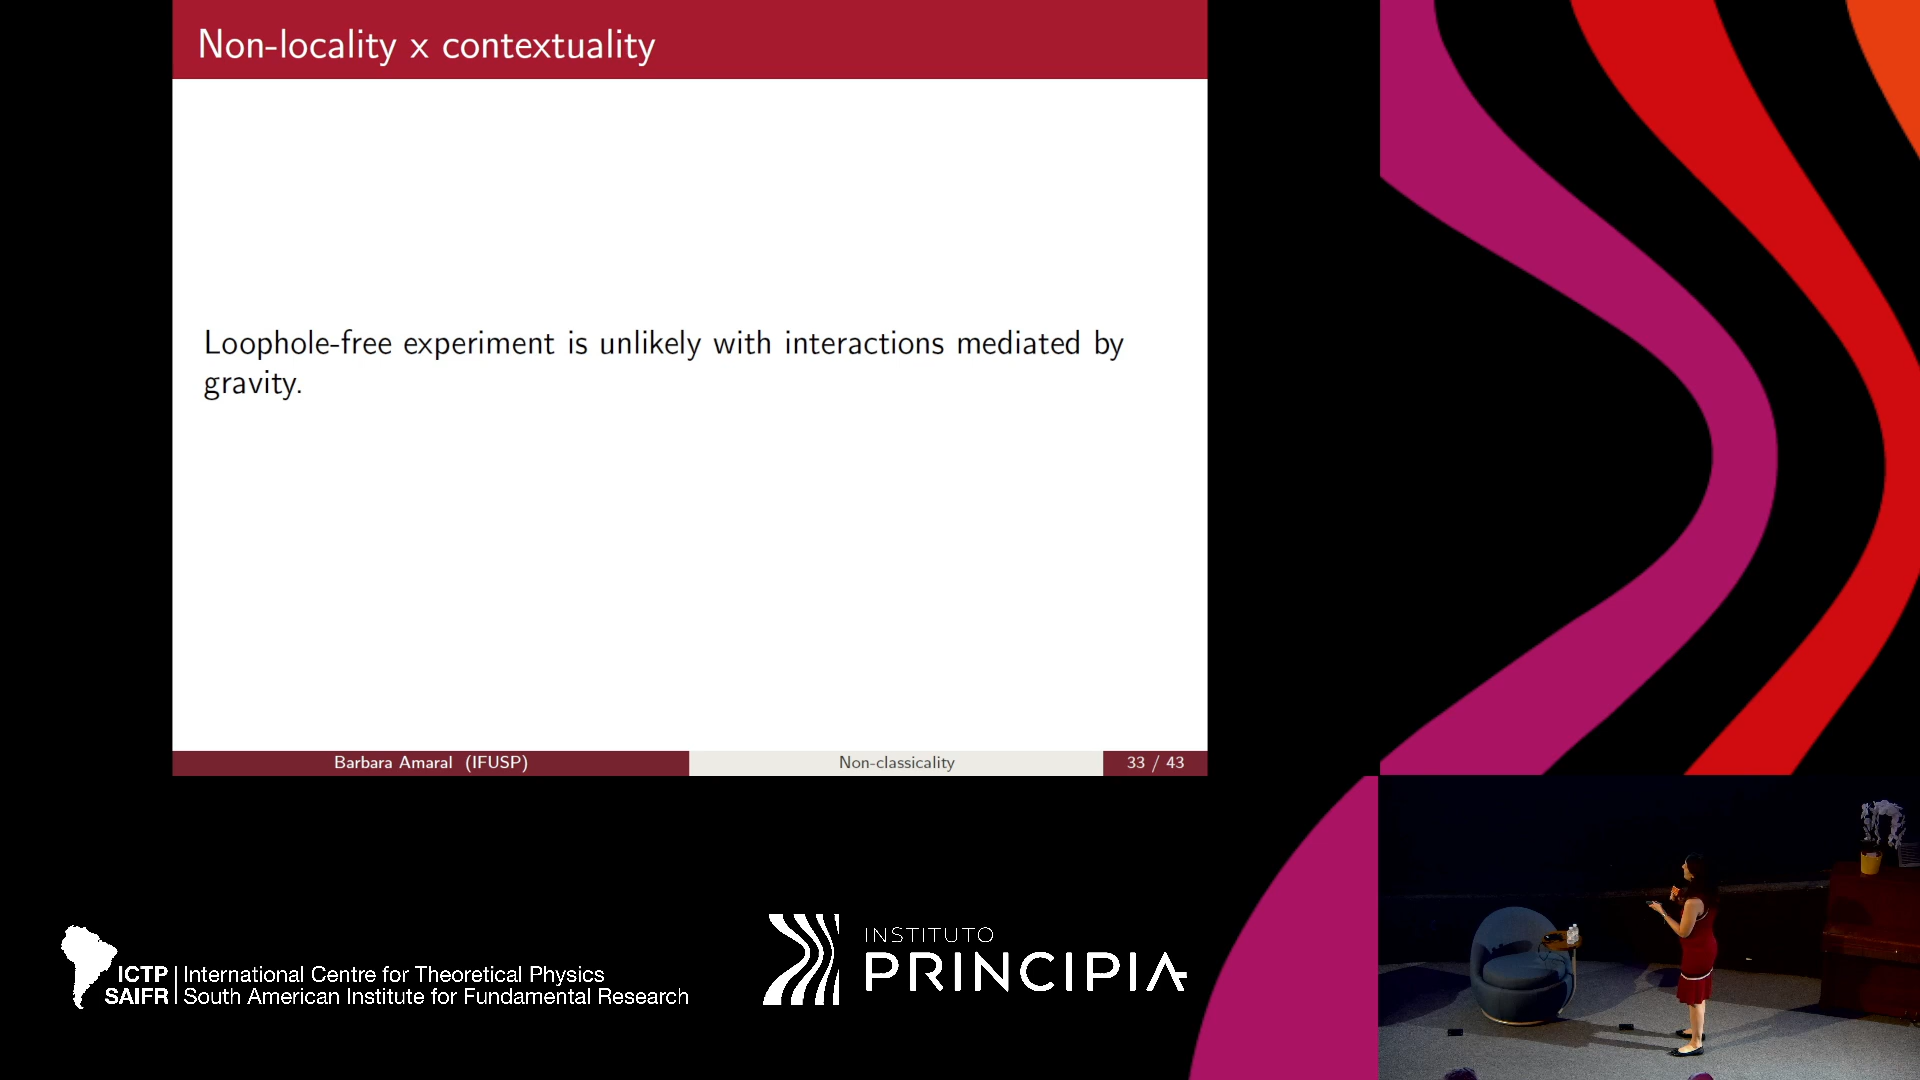 Non-locality x contextuality
Loophole-free experiment is unlikely with interactions mediated by
gravity.
Barbara Amaral (IFUSP)
Non-classicality
33 / 43
ICTP
SAIFR
International Centre for Theoretical Physics
South American Institute for Fundamental Research
INSTITUTO
PRINCIPIA